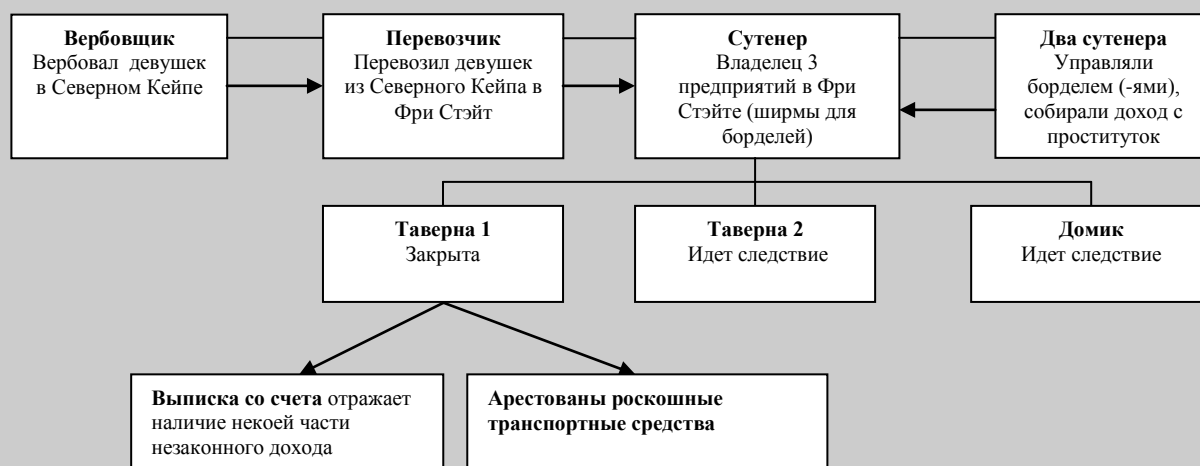 Вербовщик
Вербовал девушек
в Северном Кейпе
Перевозчик
Перевозил девушек
из Северного Кейпа в
Фри Стэйт
Сутенер
Владелец 3
предприятий в Фри
Стэйте (ширмы для
борделей)
Два сутенера
Управляли
борделем (-ями),
собирали доход с
проституток
Таверна 1
Закрыта
Таверна 2
Идет следствие
Домик
Идет следствие
Выписка со счета отражает
наличие некоей части
незаконного дохода
Арестованы роскошные
транспортные средства